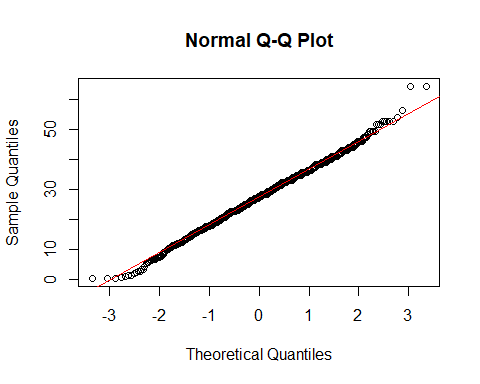 Normal Q-Q Plot
Sample Quantiles
50
30
10
0
-3 -2 -1 0 1 2 3
Theoretical Quantiles